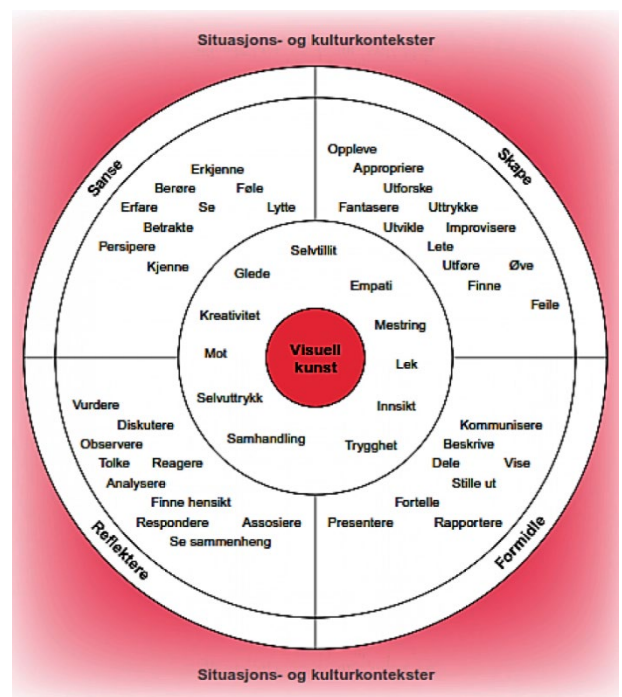 Situasjons- og kulturkontekster
Sanse
Erkjenne
Berøre Føle
Erfare Se Lytte
Betrakte
Persipere
Kjenne
Skape
Oppleve
Appropriere
Utforske
Fantasere Uttrykke
Utvikle Improvisere
Lete
Utføre Øve
Finne
Feile
Selvtillit
Glede
Empati
Kreativitet
Mestring
Mot
Visuell
kunst
Lek
Selvuttrykk
Innsikt
Samhandling
Trygghet
Vurdere
Diskutere
Observere
Tolke Reagere
Analysere
Finne hensikt
Respondere Assosiere
Se sammenheng
Reflektere
Kommunisere
Beskrive
Dele Vise
Stille ut
Fortelle
Presentere Rapportere
Formidle
Situasjons- og kulturkontekster